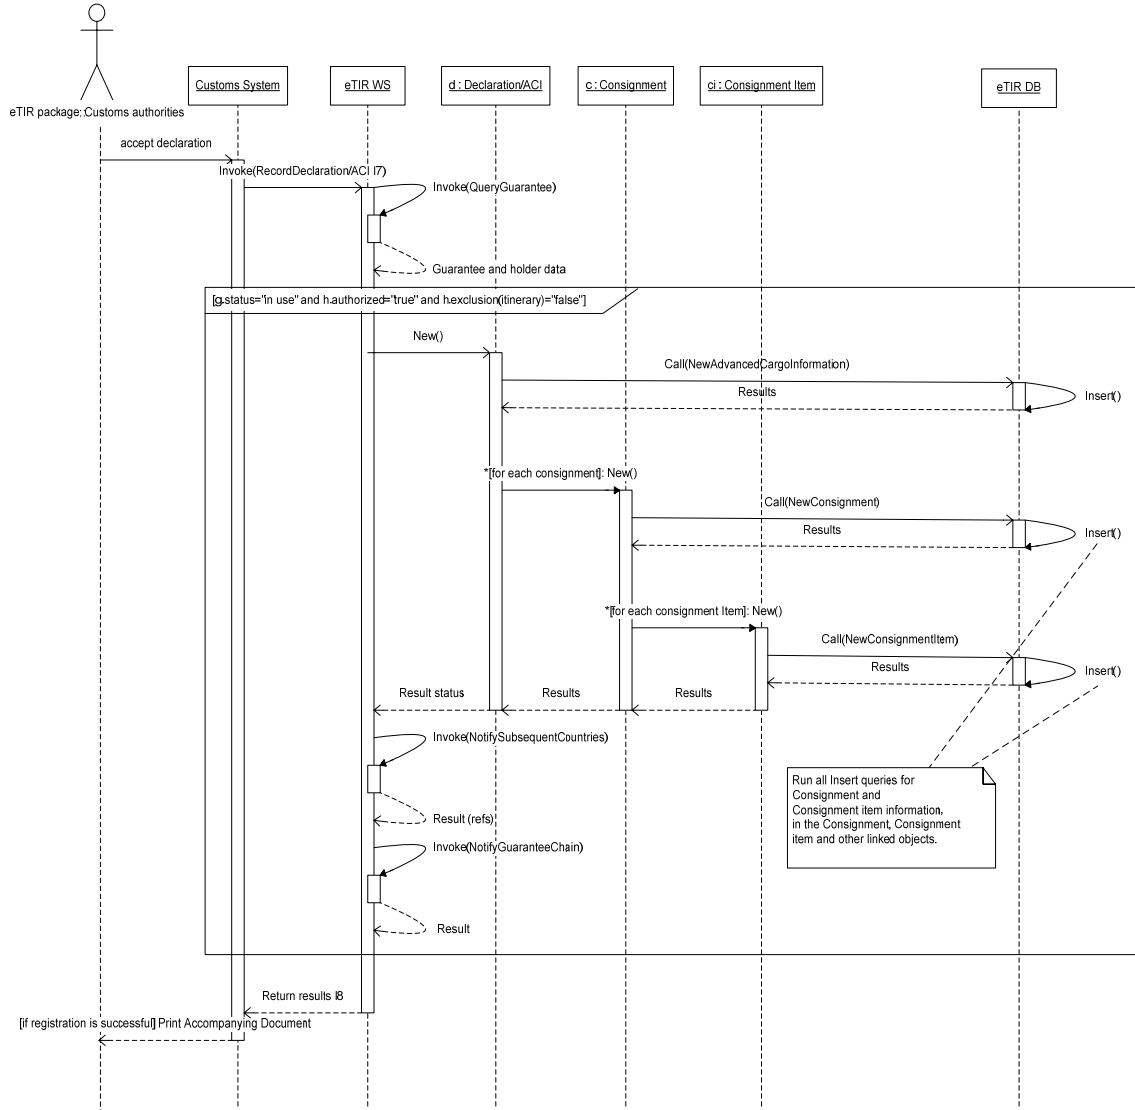 Customs System
eTIR WS
d : Declaration/ACI
c : Consignment
ci : Consignment Item
eTIR DB
eTIR package::Customs authorities
accept declaration
Invoke(RecordDeclaration/ACI I7)
Invoke(QueryGuarantee)
Guarantee and holder data
[g.status="in use" and h.authorized="true" and h.exclusion(itinerary)="false"]
New()
Call(NewAdvancedCargoInformation)
Results
Insert()
*[for each consignment]: New()
Call(NewConsignment)
Results
Insert()
*[for each consignment Item]: New()
Call(NewConsignmentItem)
Results
Insert()
Result status
Results
Results
Invoke(NotifySubsequentCountries)
Run all Insert queries for
Consignment and
Consignment item information,
in the Consignment, Consignment
item and other linked objects.
Result (refs)
Invoke(NotifyGuaranteeChain)
Result
Return results I8
[if registration is successful] Print Accompanying Document